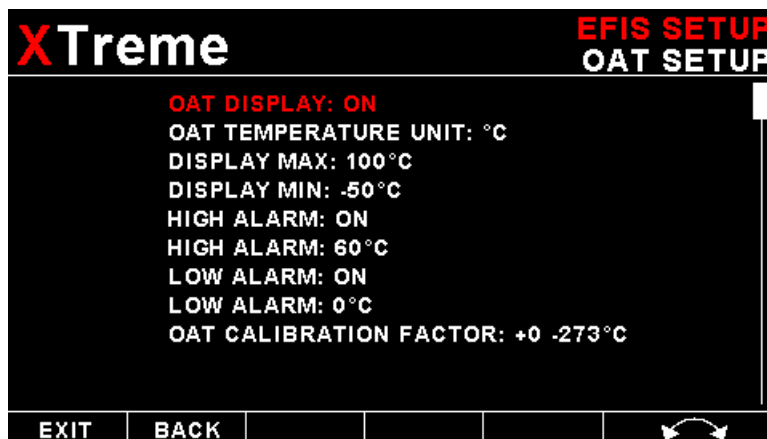 XTreme
EFIS SETUP
OAT SETUP
OAT DISPLAY: ON
OAT TEMPERATURE UNIT: °C
DISPLAY MAX: 100°C
DISPLAY MIN: -50°C
HIGH ALARM: ON
HIGH ALARM: 60°C
LOW ALARM: ON
LOW ALARM: 0°C
OAT CALIBRATION FACTOR: +0 -273°C
EXIT BACK